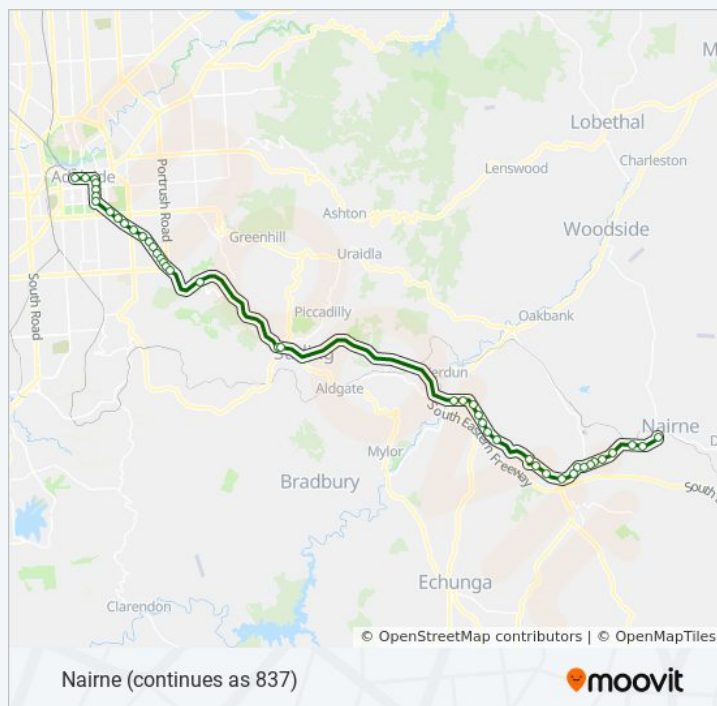 Lobethal
Charleston
Lenswood
Portrush Road
Ashton
Woodside
Greenhill
Uraidla
South Road
Piccadilly
Oakbank
Aldgate
South Eastern Freeway
Nairne
Mylor
Bradbury
Echunga
Clarendon
© OpenStreetMap contributors | © OpenMapTiles
Nairne (continues as 837)
moovit